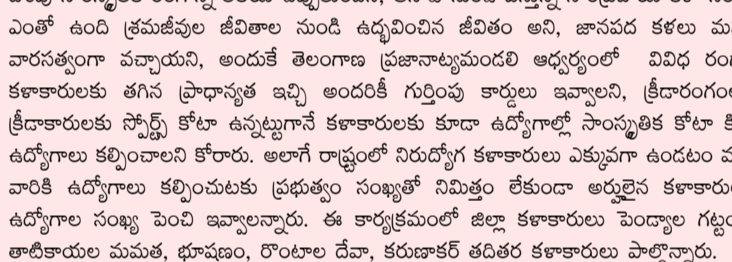 ఎంతో ఉంది శ్రమజీవుల జీవితాల నుండి ఉద్భవించిన జీవితం అని, జానపద కళలు
వారసత్వంగా వచ్చాయని, అందుకే తెలంగాణ ప్రజానాట్యమండలి ఆధ్వర్యంలో వివిధ
కళాకారులకు తగిన ప్రాధాన్యత ఇచ్చి అందరికీ గుర్తింపు కార్డులు ఇవ్వాలని,
క్రీడాకారులకు స్పోర్ట్స్ కోటా ఉన్నట్టుగానే కళాకారులకు కూడా ఉద్యోగాల్లో సాంస్కృతిక కోటా
ఉద్యోగాలు కల్పించాలని కోరారు. అలాగే రాష్ట్రంలో నిరుద్యోగ కళాకారులు ఎక్కువగా ఉండటం
వారికి ఉద్యోగాలు కల్పించుటకు ప్రభుత్వం సంఖ్యతో నిమిత్తం లేకుండా అర్హులైన
ఉద్యోగాల సంఖ్య పెంచి ఇవ్వాలన్నారు. ఈ కార్యక్రమంలో జిల్లా కళాకారులు పెండ్యాల
తాటికాయల మమత, భూషణం, రొంటాల దేవా, కరుణాకర్ తదితర కళాకారులు పాల్గొన్నారు.